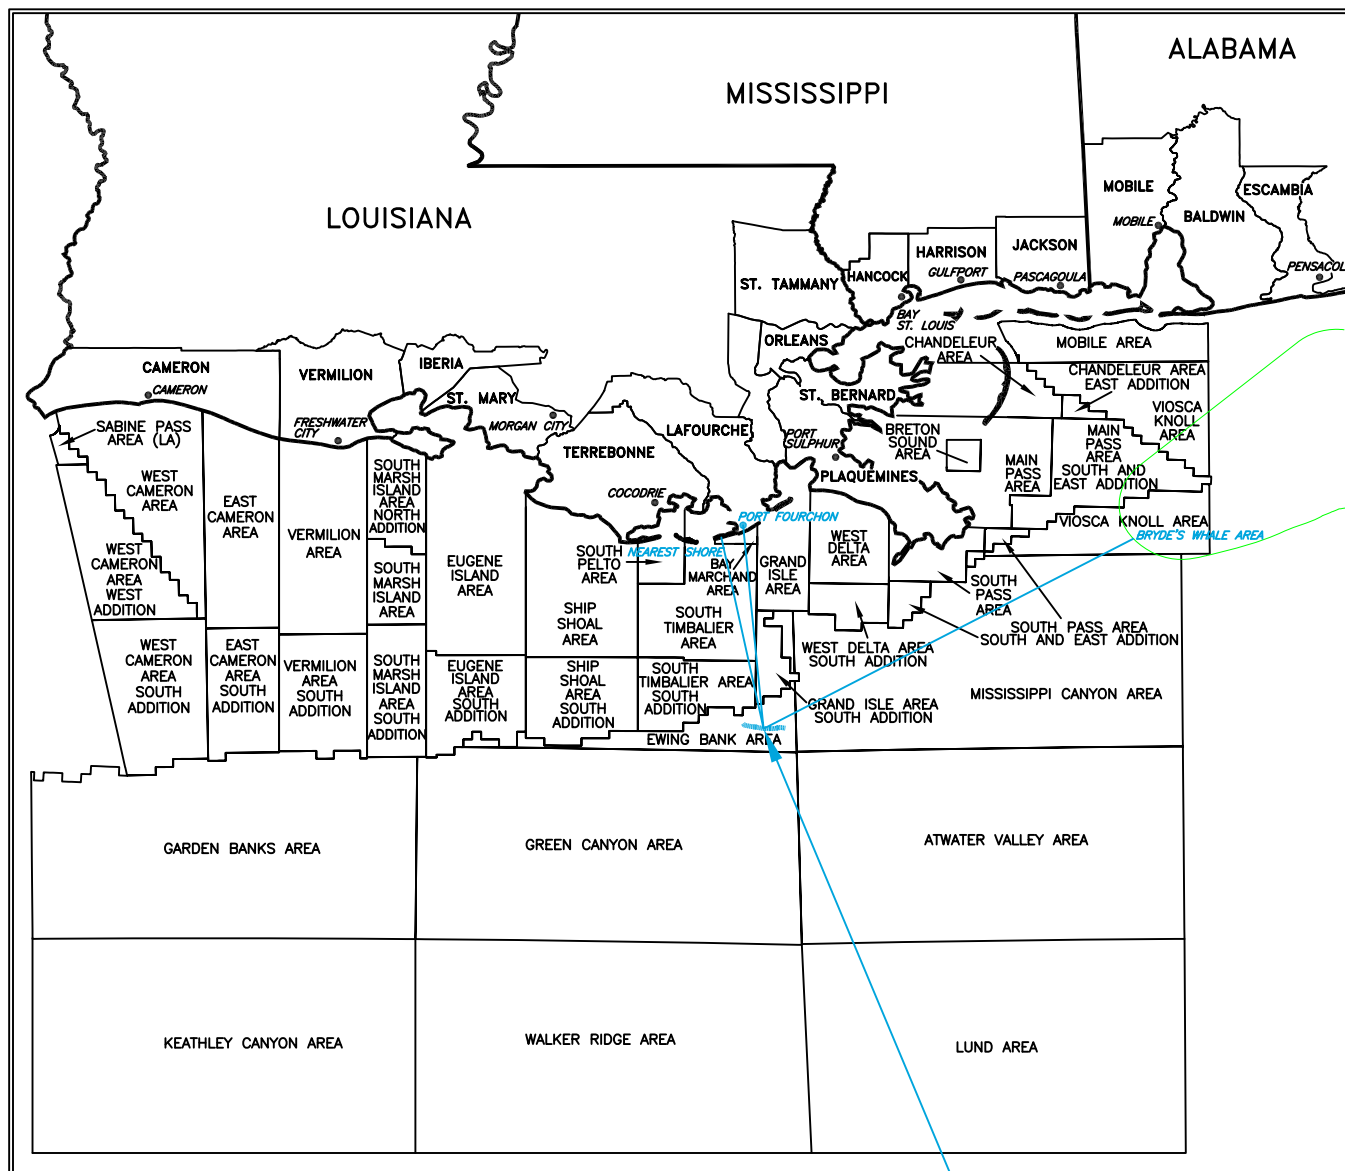 ALABAMA
MISSISSIPPI
LOUISIANA
MOBILE
ESCAMBIA
BALDWIN
MOBILE
HARRISON
JACKSON
GULFPORT
PASCAGOULA
PENSACOL
HANCOCK
ST. TAMMANY
BAY
ST. LOUIS
ORLEANS
CHANDELEUR
AREA
MOBILE AREA
CHANDELEUR AREA
EAST ADDITION
VIOSCA
KNOLL
AREA
CAMERON
CAMERON
VERMILION
IBERIA
ST. MARY
MORGAN CITY
FRESHWATER
CITY
LAFOURCHE
TERREBONNE
COCODRIE
ST. BERNARD
PORT
SULPHUR
PLAQUEMINES
BRETON
SOUND
AREA
MAIN
PASS
AREA
MAIN
PASS
AREA
SOUTH AND
EAST ADDITION
VIOSCA KNOLL AREA
BRYDE'S WHALE AREA
PORT FOURCHON
NEAREST SHORE
SABINE PASS
AREA (LA)
WEST
CAMERON
AREA
WEST
CAMERON
AREA
WEST
ADDITION
WEST
CAMERON
AREA
SOUTH
ADDITION
EAST
CAMERON
AREA
EAST
CAMERON
AREA
SOUTH
ADDITION
VERMILION
AREA
VERMILION
AREA
SOUTH
ADDITION
SOUTH
MARSH
ISLAND
AREA
NORTH
ADDITION
SOUTH
MARSH
ISLAND
AREA
SOUTH
MARSH
ISLAND
AREA
SOUTH
ADDITION
EUGENE
ISLAND
AREA
EUGENE
ISLAND
AREA
SOUTH
ADDITION
SOUTH
PELTO
AREA
SHIP
SHOAL
AREA
SHIP
SHOAL
AREA
SOUTH
ADDITION
BAY
MARCHAND
AREA
SOUTH
TIMBALIER
AREA
SOUTH
TIMBALIER AREA
SOUTH
ADDITION
GRAND
ISLE
AREA
WEST
DELTA
AREA
WEST DELTA AREA
SOUTH ADDITION
SOUTH
PASS
AREA
SOUTH PASS AREA
SOUTH AND EAST ADDITION
GRAND ISLE AREA
SOUTH ADDITION
MISSISSIPPI CANYON AREA
EWING BANK AREA
GARDEN BANKS AREA
GREEN CANYON AREA
ATWATER VALLEY AREA
KEATHLEY CANYON AREA
WALKER RIDGE AREA
LUND AREA